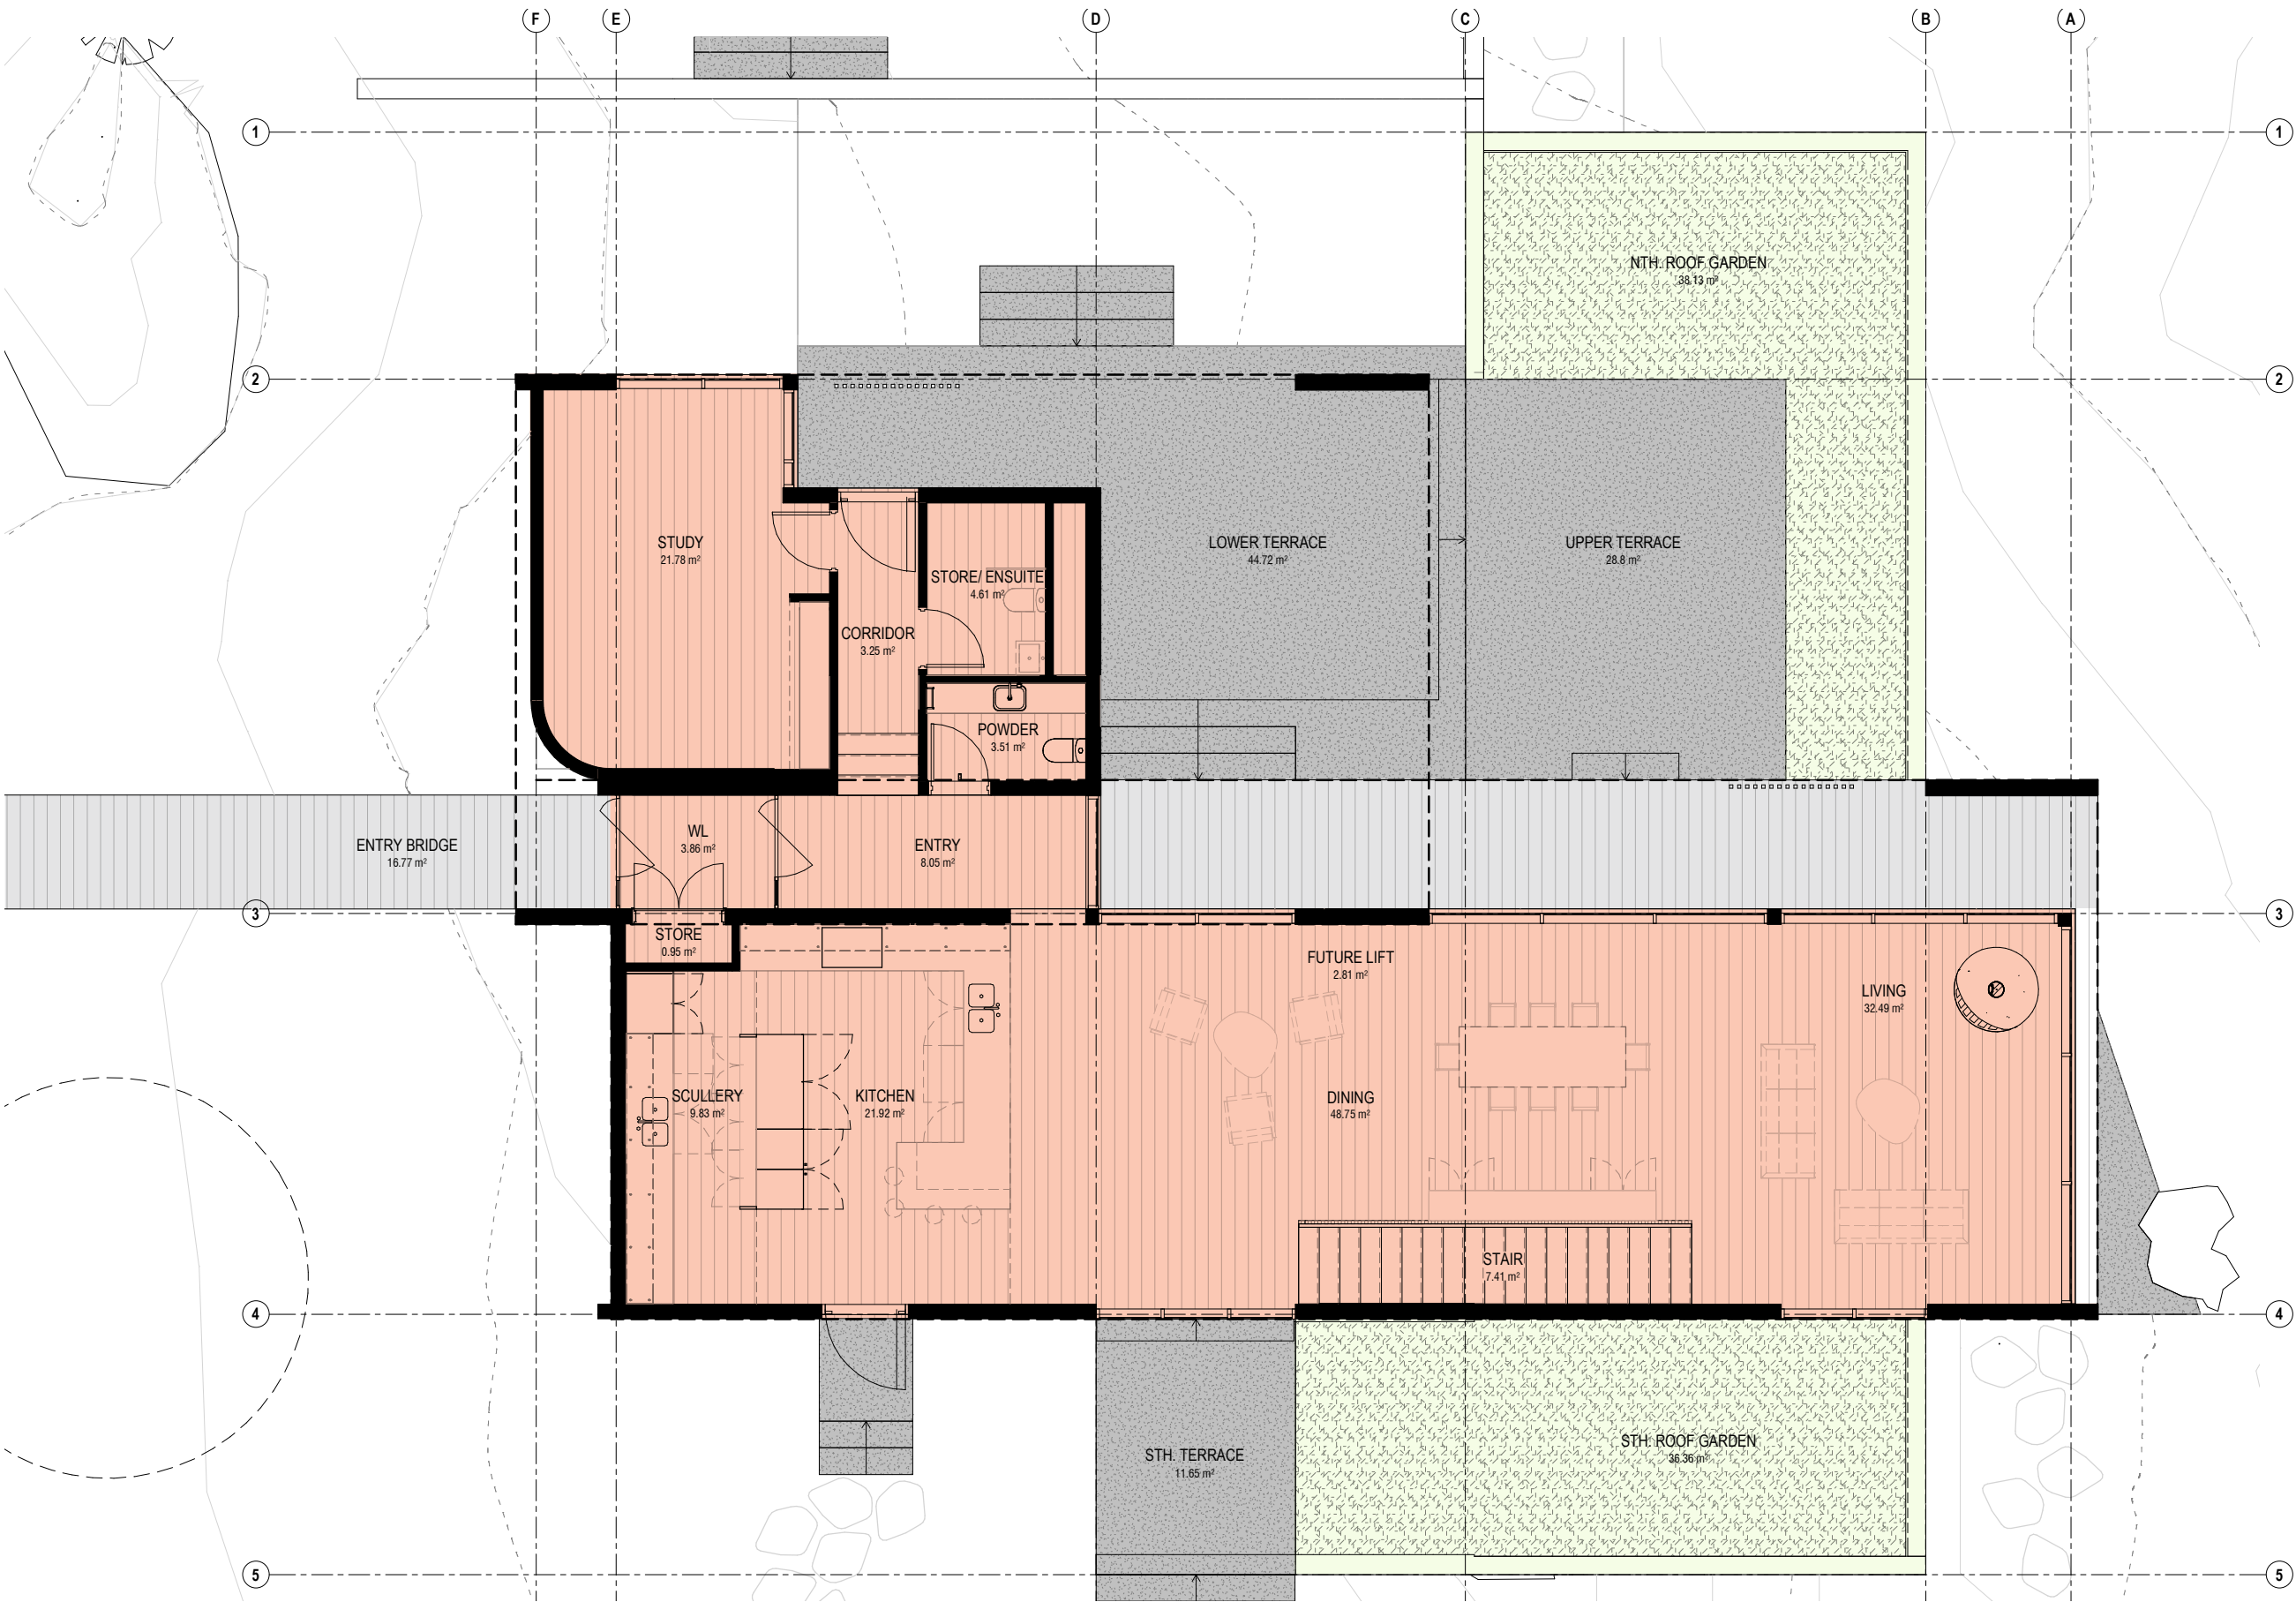 F
E
D
C
B
A
1
1
NTH. ROOF GARDEN
38.13 m²
2
2
STUDY
21.78 m²
LOWER TERRACE
44.72 m²
UPPER TERRACE
28.8 m²
STORE/ ENSUITE
4.61 m²
CORRIDOR
3.25 m²
POWDER
3.51 m²
ENTRY BRIDGE
16.77 m²
WL
3.86 m²
ENTRY
8.05 m²
3
3
STORE
0.95 m²
FUTURE LIFT
2.81 m²
LIVING
32.49 m²
SCULLERY
9.83 m²
KITCHEN
21.92 m²
DINING
48.75 m²
STAIR
7.41 m²
4
4
STH. TERRACE
11.65 m²
STH. ROOF GARDEN
36.36 m²
5
5